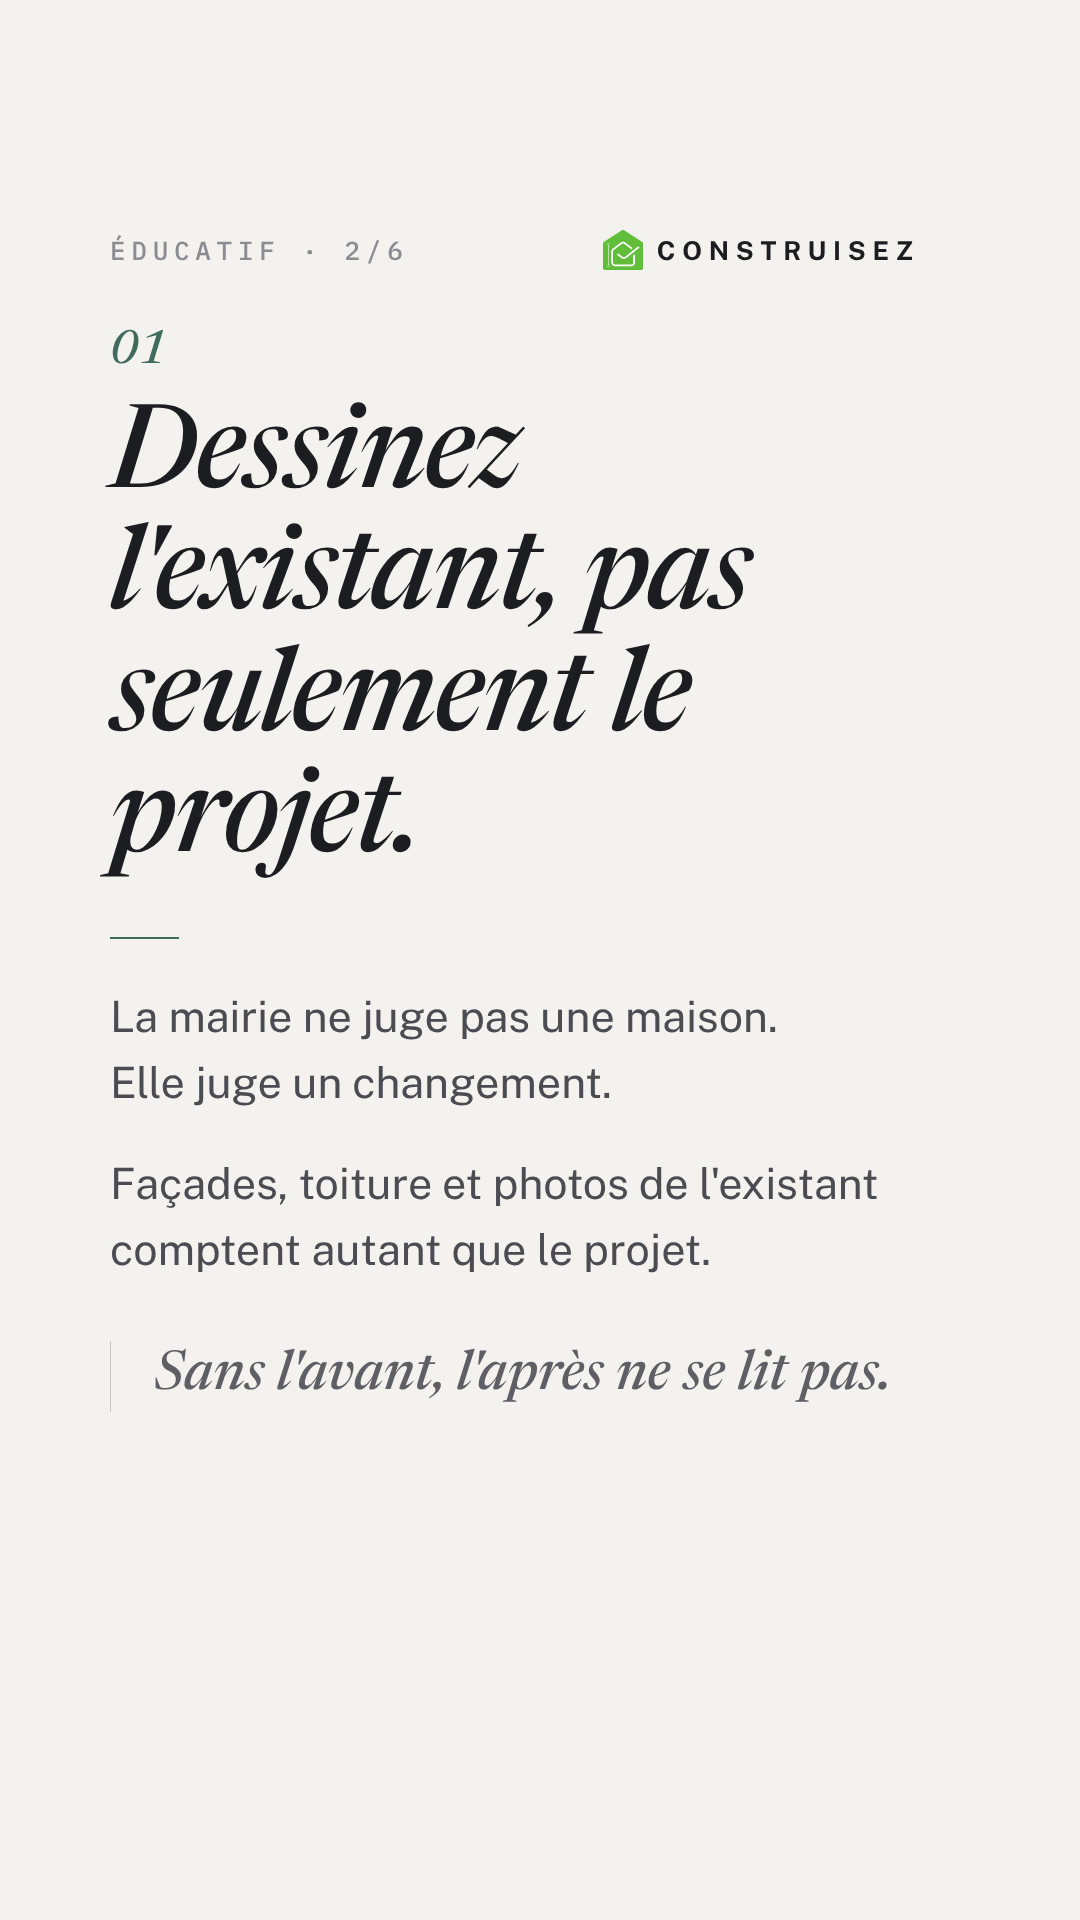 ÉDUCATIF · 2/6
CONSTRUISEZ
01
Dessinez
l'existant, pas
seulement le
projet.
La mairie ne juge pas une maison.
Elle juge un changement.
Façades, toiture et photos de l'existant
comptent autant que le projet.
Sans l'avant, l'après ne se lit pas.